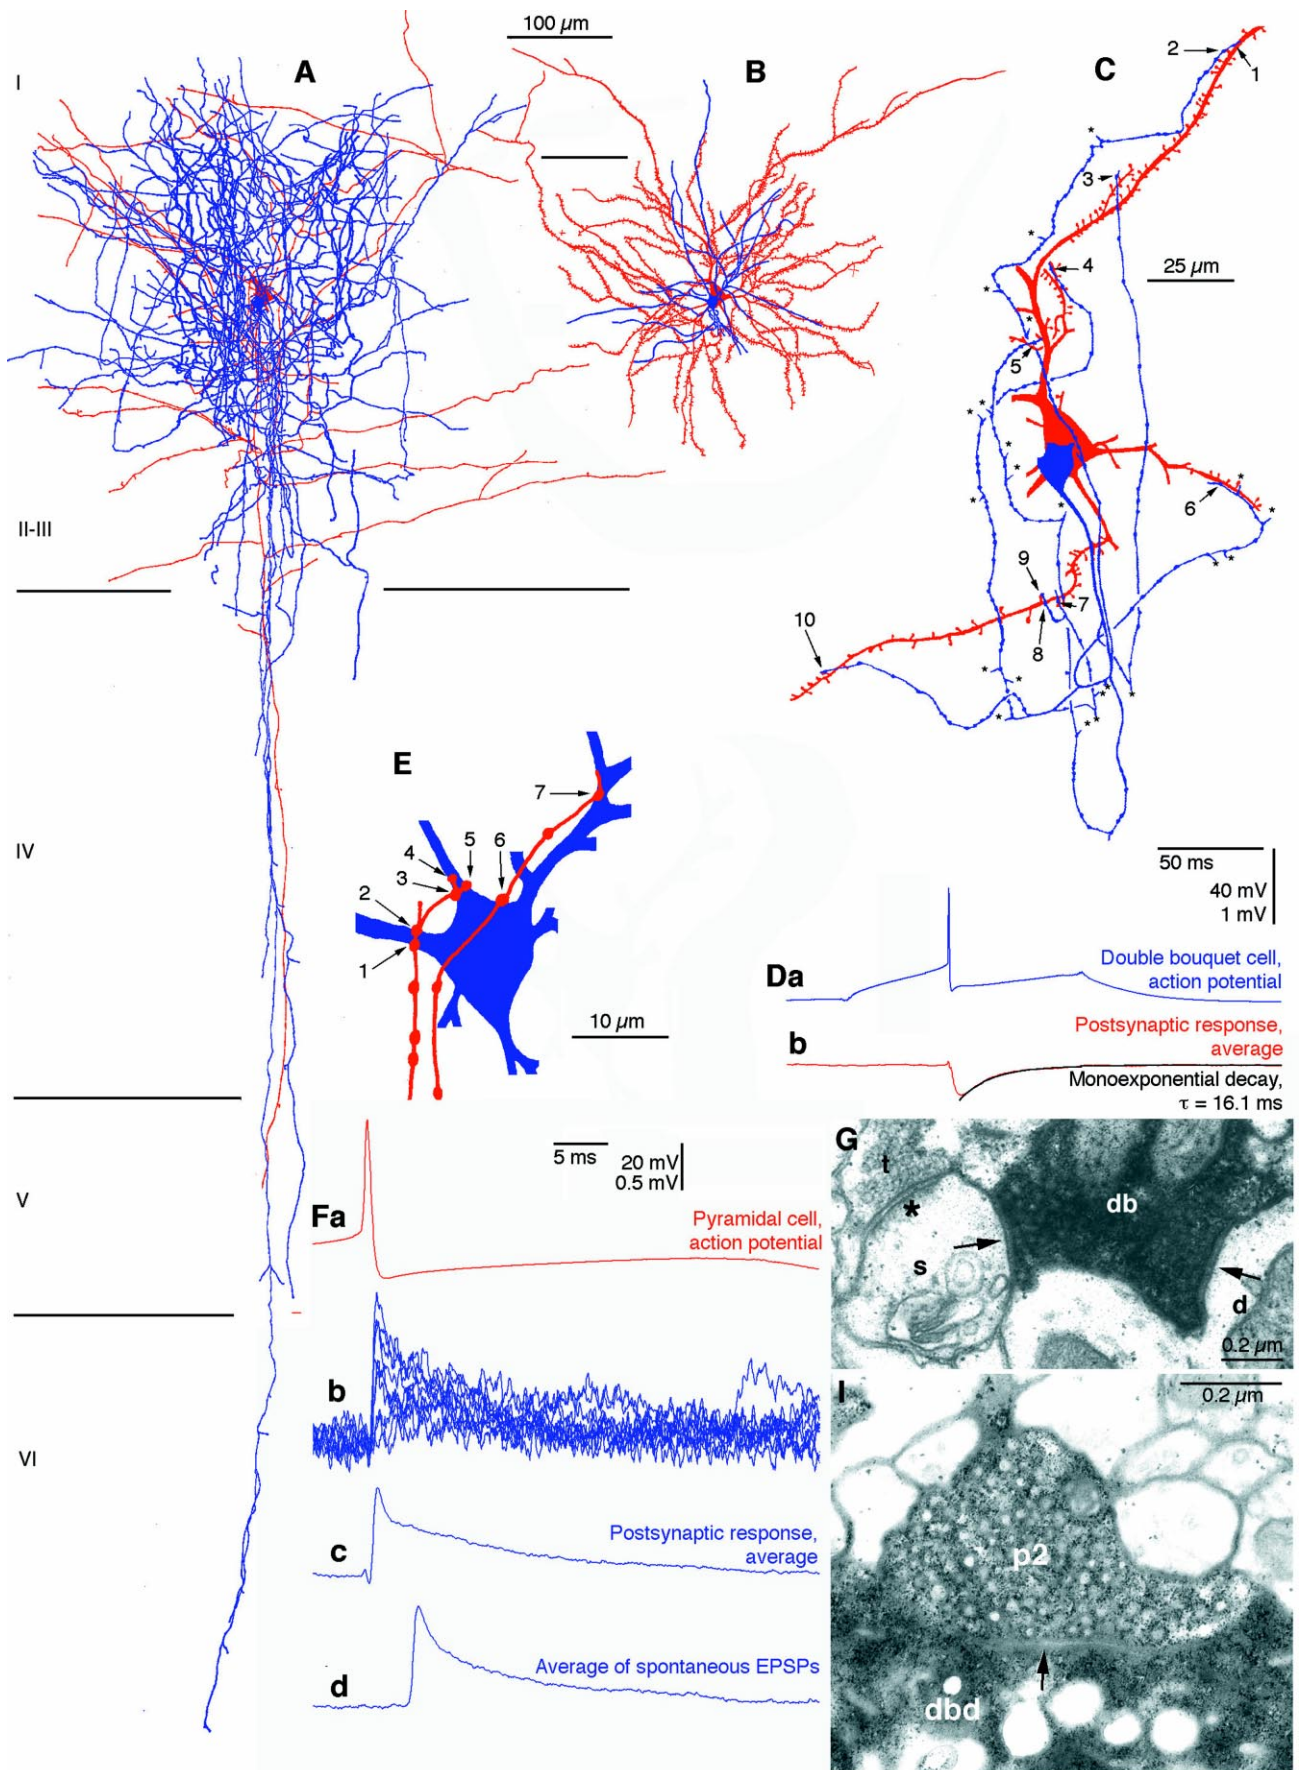 100 µm
A
B
C
I
2
1
3
4
25 µm
5
6
II-III
9
7
8
10
E
7
4
5
6
3
2
1
10 µm
IV
50 ms
40 mV
1 mV
Da
Double bouquet cell,
action potential
b
Postsynaptic response,
average
Monoexponential decay,
τ = 16.1 ms
V
5 ms
20 mV
0.5 mV
Fa
Pyramidal cell,
action potential
G
t
*
db
s
d
0.2 µm
VI
b
c
Postsynaptic response,
average
d
Average of spontaneous EPSPs
I
0.2 µm
p2
dbd